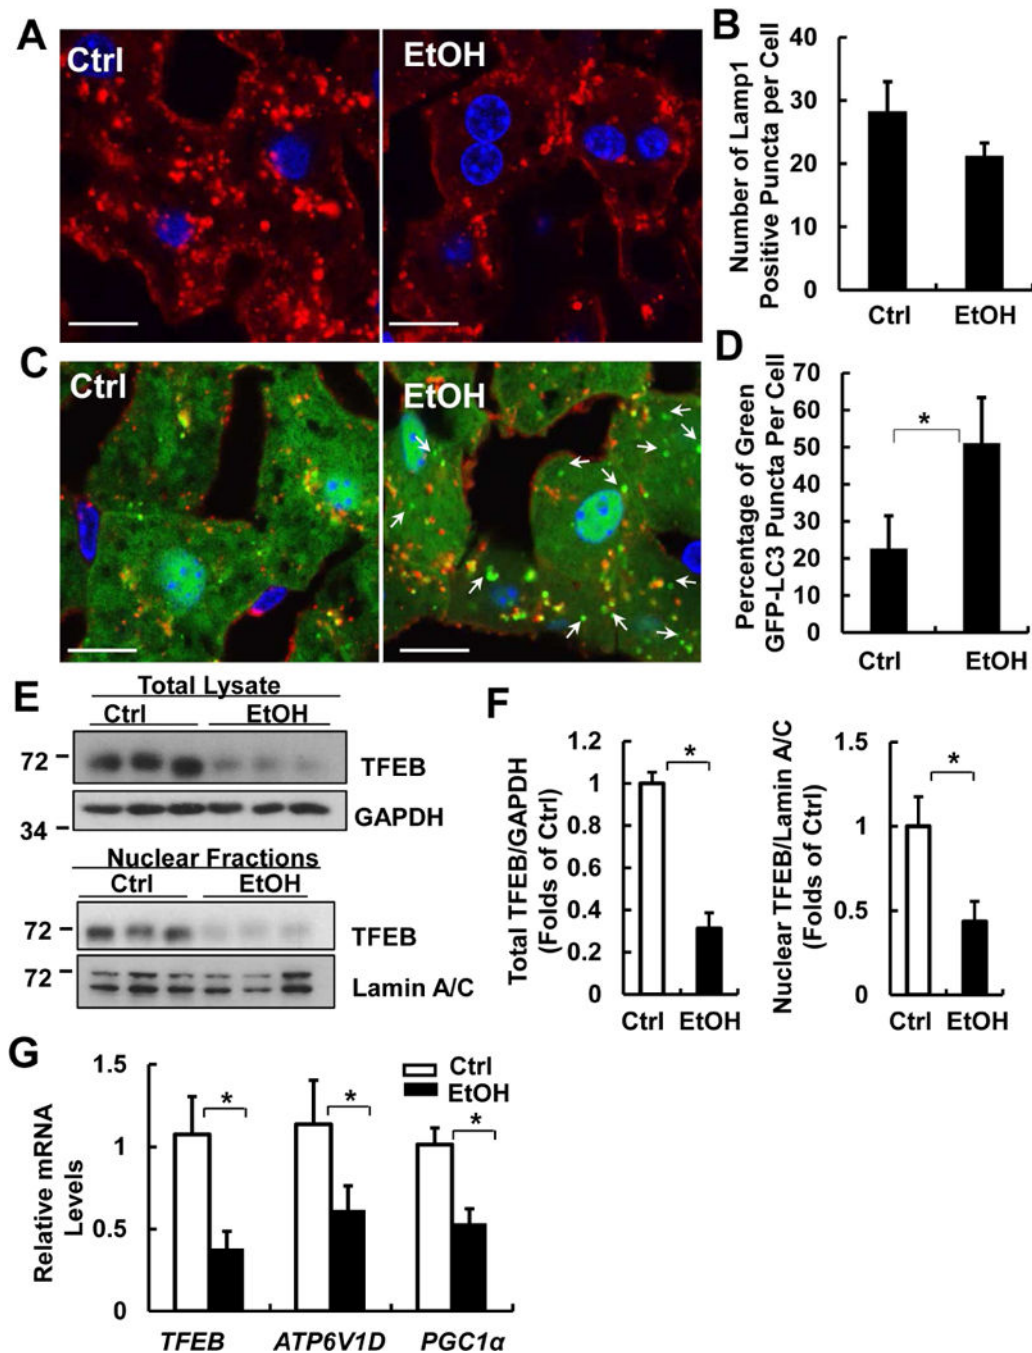 A
Ctrl
EtOH
B
Number of Lamp1
Positive Puncta per Cell
40
30
20
10
0
Ctrl
EtOH
C
Ctrl
EtOH
D
Percentage of Green
GFP-LC3 Puncta Per Cell
70
60
50
40
30
20
10
0
*
Ctrl
EtOH
E
Total Lysate
Ctrl
EtOH
72
TFEB
GAPDH
34
Nuclear Fractions
Ctrl
EtOH
72
TFEB
72
Lamin A/C
F
Total TFEB/GAPDH
(Folds of Ctrl)
1.2
1
0.8
0.6
0.4
0.2
0
*
Ctrl
EtOH
Nuclear TFEB/Lamin A/C
(Folds of Ctrl)
1.5
1
0.5
0
*
Ctrl
EtOH
G
Relative mRNA
Levels
1.5
1
0.5
0
Ctrl
EtOH
*
*
*
TFEB
ATP6V1D
PGC1α